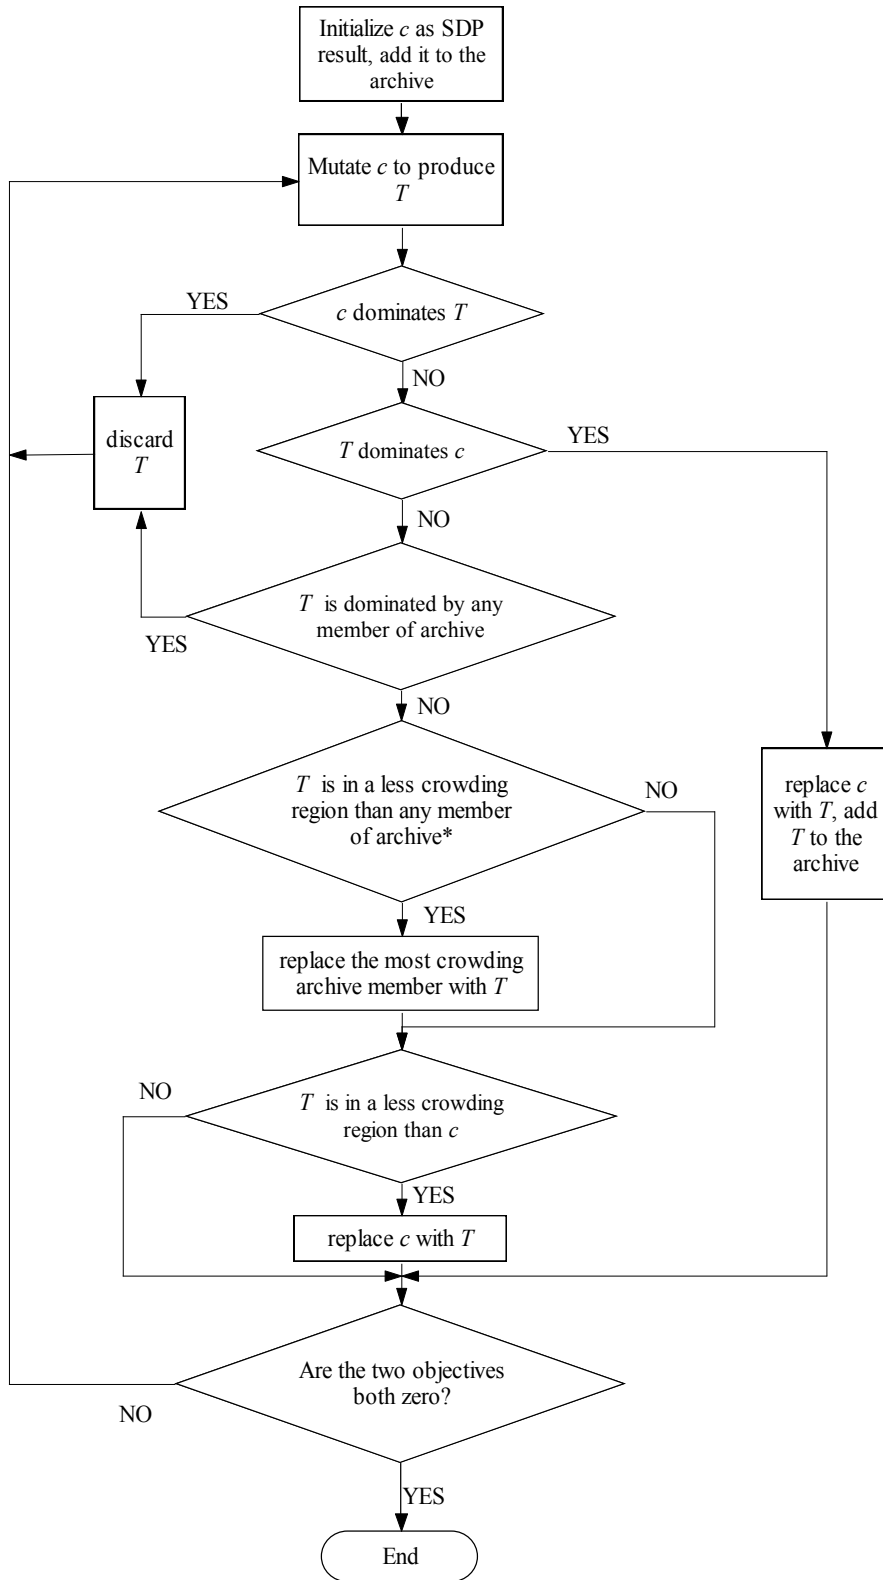 Initialize c as SDP
result, add it to the
archive
Mutate c to produce
T
YES
c dominates T
NO
discard
T
T dominates c
YES
NO
T is dominated by any
member of archive
YES
NO
T is in a less crowding
region than any member
of archive*
NO
replace c
with T, add
T to the
archive
YES
replace the most crowding
archive member with T
NO
T is in a less crowding
region than c
YES
replace c with T
Are the two objectives
both zero?
NO
YES
End